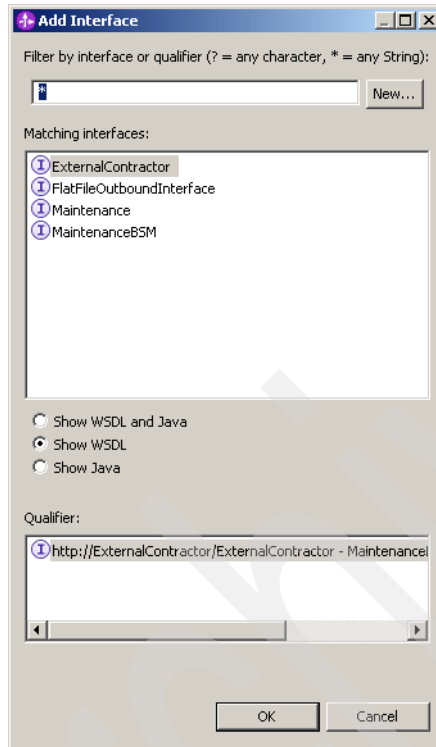 Add Interface
Filter by interface or qualifier (? = any character, * = any String):
*
New...
Matching interfaces:
ExternalContractor
FlatFileOutboundInterface
Maintenance
MaintenanceBSM
Show WSDL and Java
Show WSDL
Show Java
Qualifier:
http://ExternalContractor/ExternalContractor - Maintenance
OK
Cancel